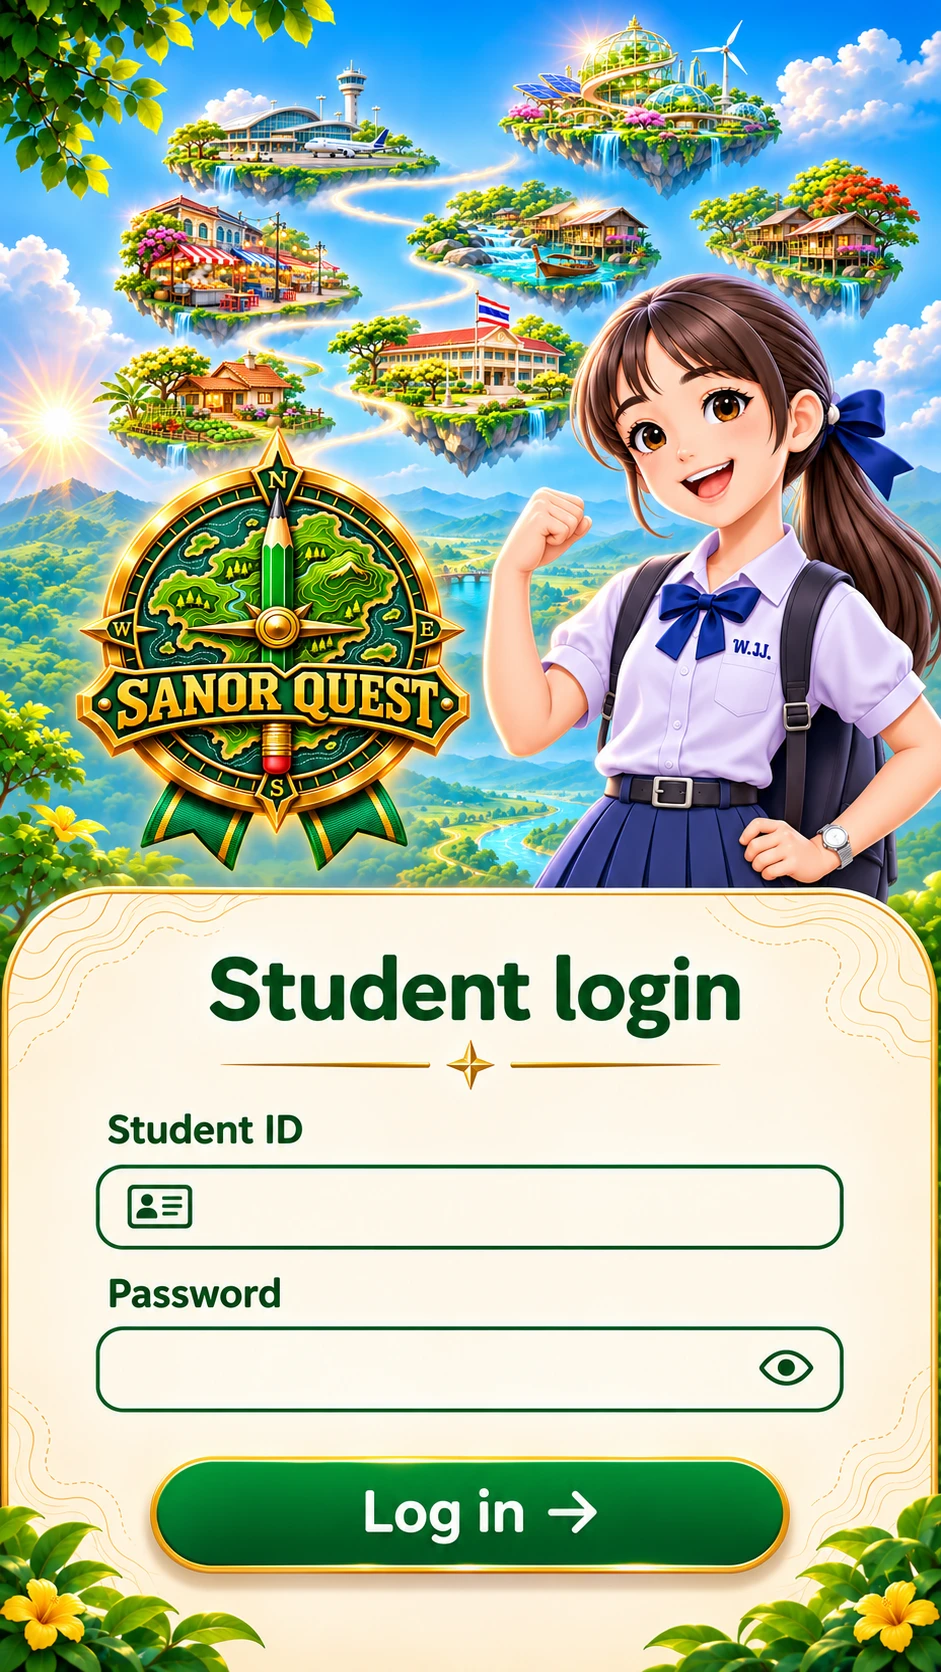 N
W
E
SANOR QUEST
S
W.JJ.
Student login
Student ID
Password
Log in →